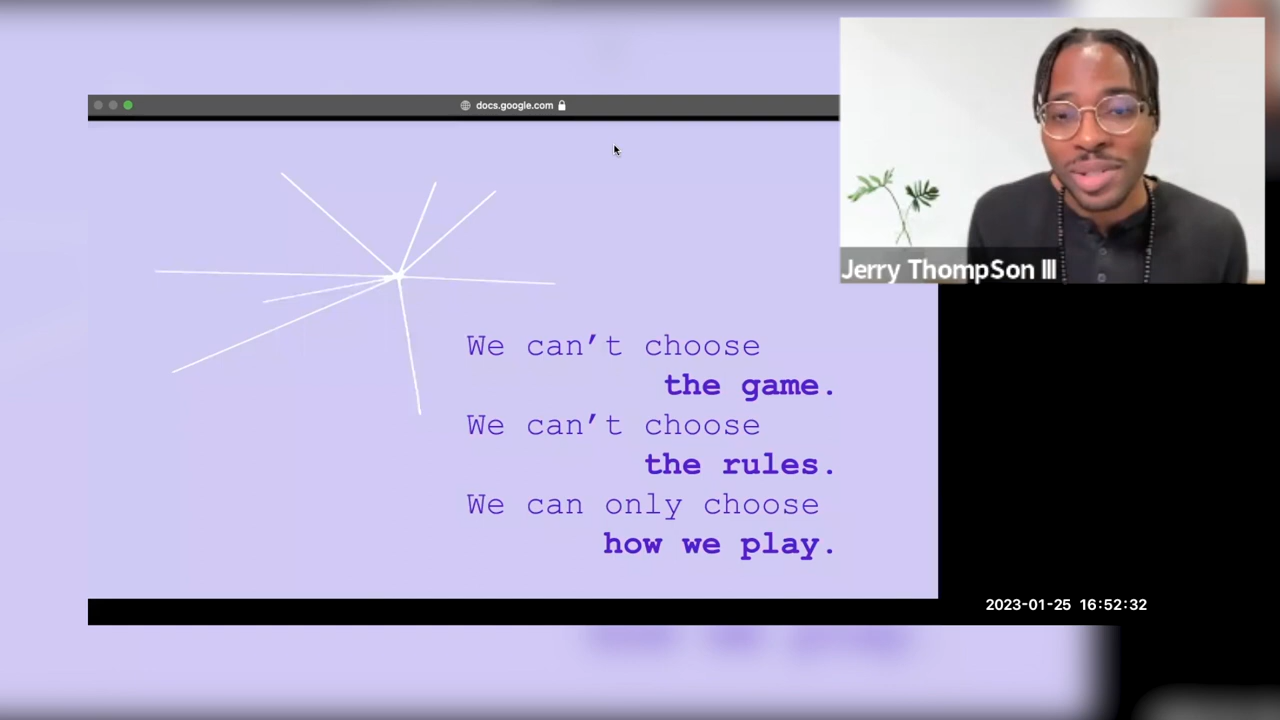 docs.google.com
Jerry ThompSon III
We can’t choose
the game.
We can’t choose
the rules.
We can only choose
how we play.
2023-01-25 16:52:32